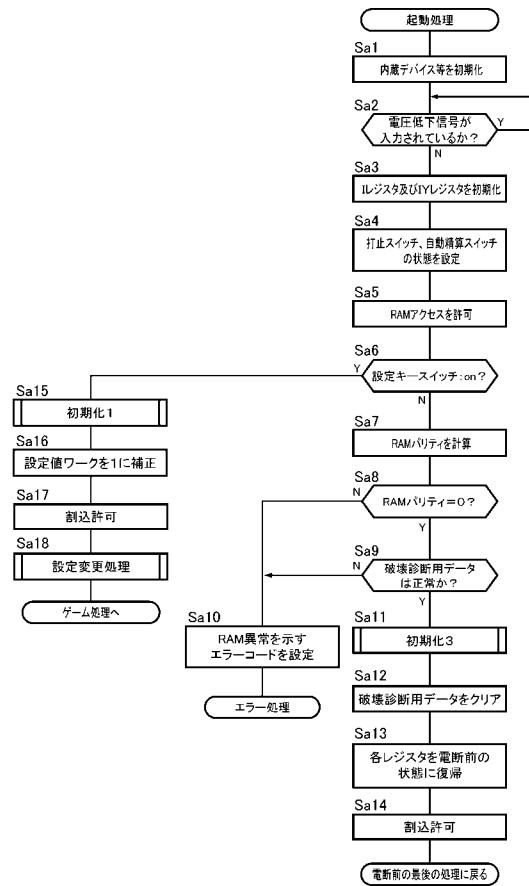 起動処理
Sa1
内蔵デバイス等を初期化
Sa2
電圧低下信号が
入力されているか？
Y
N
Sa3
Iレジスタ及びIYレジスタを初期化
Sa4
打止スイッチ、自動精算スイッチ
の状態を設定
Sa5
RAMアクセスを許可
Sa6
Y
設定キースイッチ:on？
N
Sa15
初期化1
Sa16
設定値ワークを1に補正
Sa17
割込許可
Sa18
設定変更処理
ゲーム処理へ
Sa7
RAMパリティを計算
Sa8
N
RAMパリティ=0？
Y
Sa9
N
破壊診断用データ
は正常か？
Y
Sa10
RAM異常を示す
エラーコードを設定
エラー処理
Sa11
初期化3
Sa12
破壊診断用データをクリア
Sa13
各レジスタを電断前の
状態に復帰
Sa14
割込許可
電断前の最後の処理に戻る